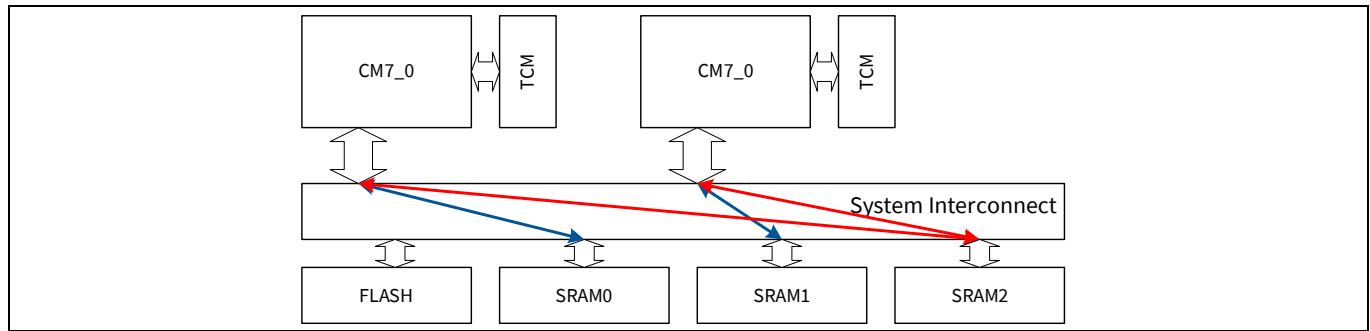 CM7_0
TCM
CM7_0
TCM
System Interconnect
FLASH
SRAM0
SRAM1
SRAM2